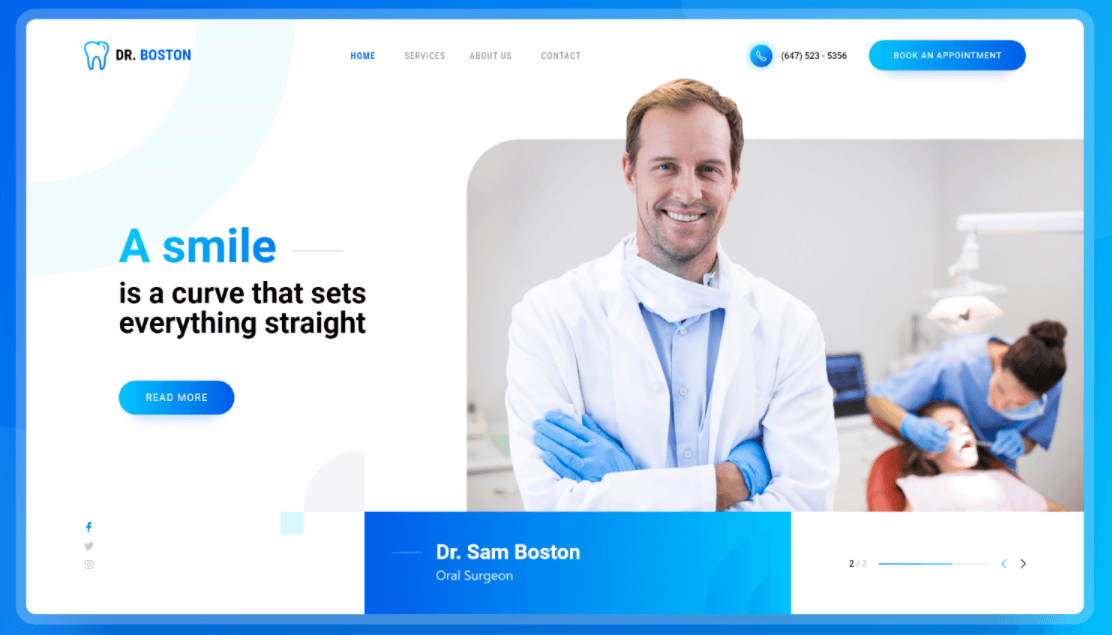 DR. BOSTON
HOME SERVICES ABOUT US CONTACT
(647) 523 - 5356
BOOK AN APPOINTMENT
A smile
is a curve that sets
everything straight
READ MORE
Dr. Sam Boston
Oral Surgeon
2 / 3